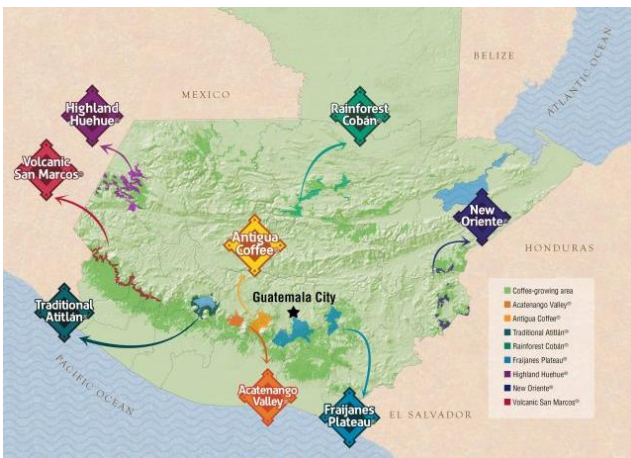 BELIZE
ATLANTIC OCEAN
MEXICO
Highland
Huehue®
Rainforest
Cobán®
Volcanic
San Marcos®
New
Oriente®
Antigua
Coffee®
HONDURAS
Guatemala City
Traditional
Atitlán®
Coffee-growing area
Acatenango Valley®
Antigua Coffee®
Traditional Atitlán®
Rainforest Cobán®
Fraijanes Plateau®
Highland Huehue®
New Oriente®
Volcanic San Marcos®
PACIFIC OCEAN
Acatenango
Valley®
Fraijanes
Plateau®
EL SALVADOR